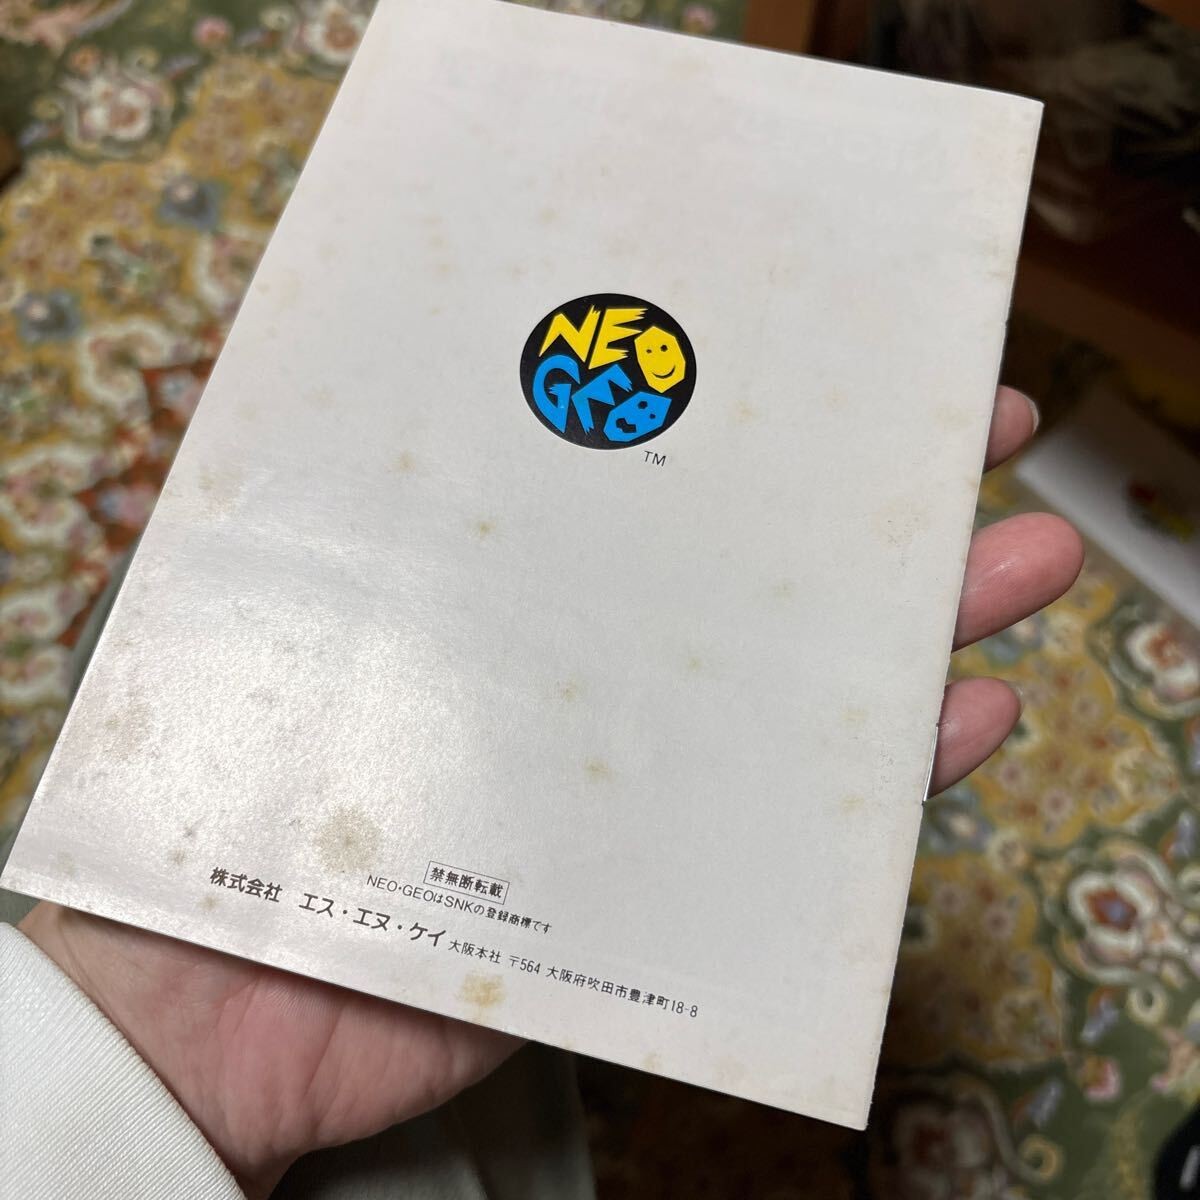 NEO
GEO
TM
禁無断転載
NEO・GEOはSNKの登録商標です
株式会社 エス・エヌ・ケイ 大阪本社 〒564 大阪府吹田市豊津町18-8